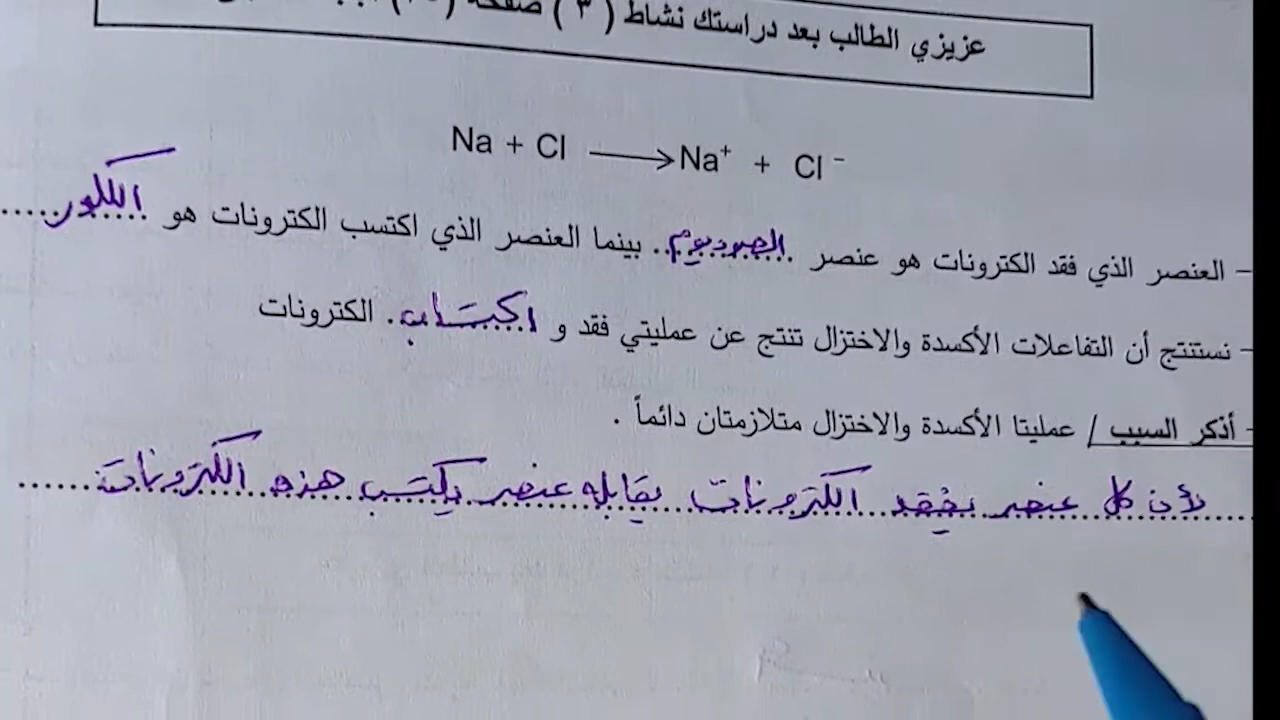 عزيزي الطالب بعد دراستك نشاط ( ٣ ) صفحة
Na + Cl ⟶ Na⁺ + Cl⁻
– العنصر الذي فقد الكترونات هو عنصر .الصوديوم.. بينما العنصر الذي اكتسب الكترونات هو الكلور....
– نستنتج أن التفاعلات الأكسدة والاختزال تنتج عن عمليتي فقد و اكتساب. الكترونات
– أذكر السبب / عمليتا الأكسدة والاختزال متلازمتان دائماً .
لأن كل عنصر يفقد الكترونات يقابله عنصر يكتسب هذه الكترونات